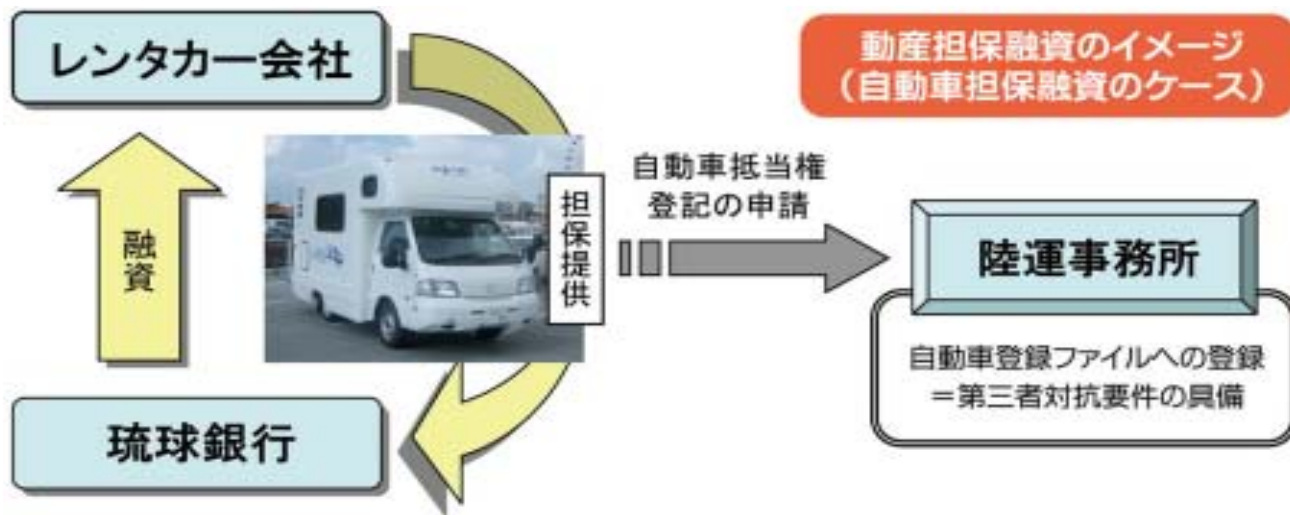 レンタカー会社
動産担保融資のイメージ
（自動車担保融資のケース）
融資
担保提供
自動車抵当権
登記の申請
陸運事務所
自動車登録ファイルへの登録
＝第三者対抗要件の具備
琉球銀行